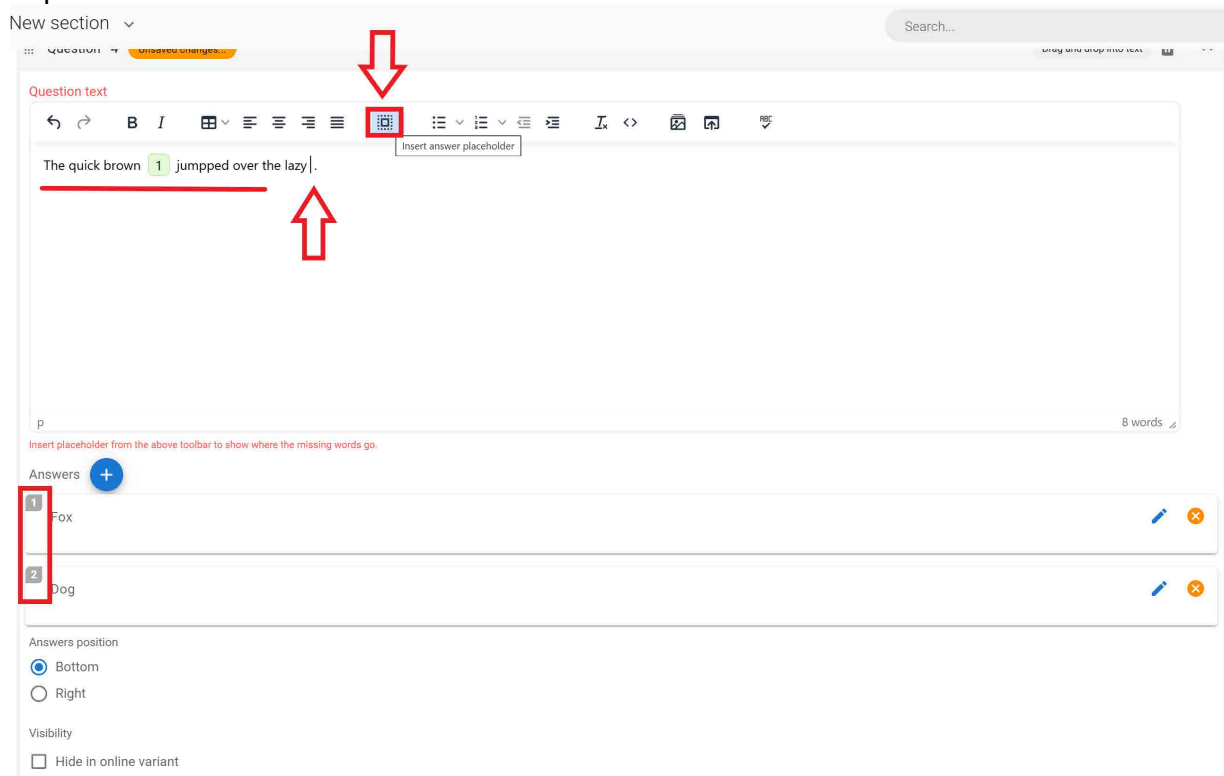 New section
Search...
Question 4 Unsaved changes...
Drag and drop into text
Question text
B I
ABC
Insert answer placeholder
The quick brown 1 jumpped over the lazy .
p
8 words
Insert placeholder from the above toolbar to show where the missing words go.
Answers +
1
Fox
2
Dog
Answers position
Bottom
Right
Visibility
Hide in online variant